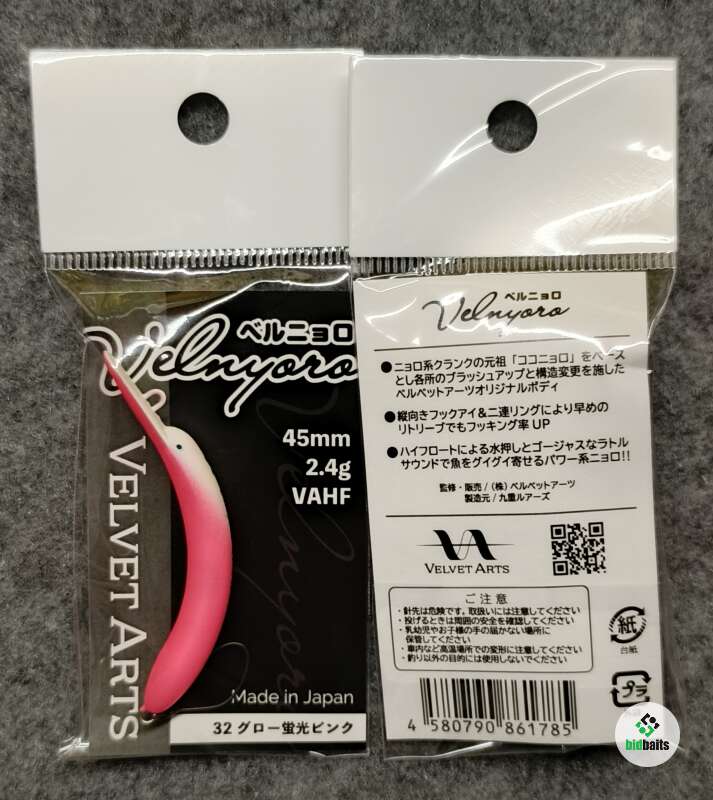 ベルニョロ
Velnyoro
45mm
2.4g
VAHF
VELVET ARTS
Made in Japan
32 グロー蛍光ピンク
ベルニョロ
Velnyoro
●ニョロ系クランクの元祖「ココニョロ」をベース
とし各所のブラッシュアップと構造変更を施した
ベルベットアーツオリジナルボディ
●縦向きフックアイ&二連リングにより早めの
リトリーブでもフッキング率UP
●ハイフロートによる水押しとゴージャスなラトル
サウンドで魚をグイグイ寄せるパワー系ニョロ!!
監修・販売/(株)ベルベットアーツ
製造元/九重ルアーズ
VELVET ARTS
ご注意
・針先は危険です。取扱いには注意してください
・投げるときは周囲の安全を確認してください
・乳幼児やお子様の手の届かない場所に
保管してください
・車内など高温場所での変形に注意してください
・釣り以外の目的には使用しないでください
紙
台紙
プラ
4 580790 861785
bidbaits